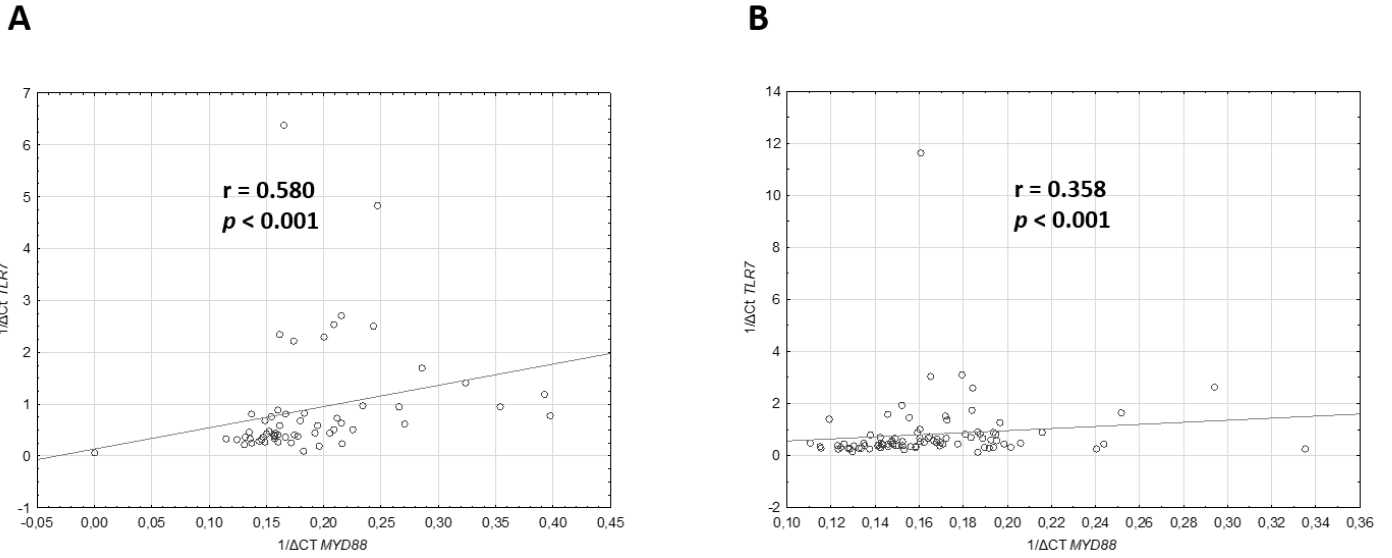 A
7
6
5
4
3
2
1
0
-1
1/ΔCt TLR7
r = 0.580
p < 0.001
-0,05 0,00 0,05 0,10 0,15 0,20 0,25 0,30 0,35 0,40 0,45
1/ΔCT MYD88
B
14
12
10
8
6
4
2
0
-2
1/ΔCt TLR7
r = 0.358
p < 0.001
0,10 0,12 0,14 0,16 0,18 0,20 0,22 0,24 0,26 0,28 0,30 0,32 0,34 0,36
1/ΔCT MYD88